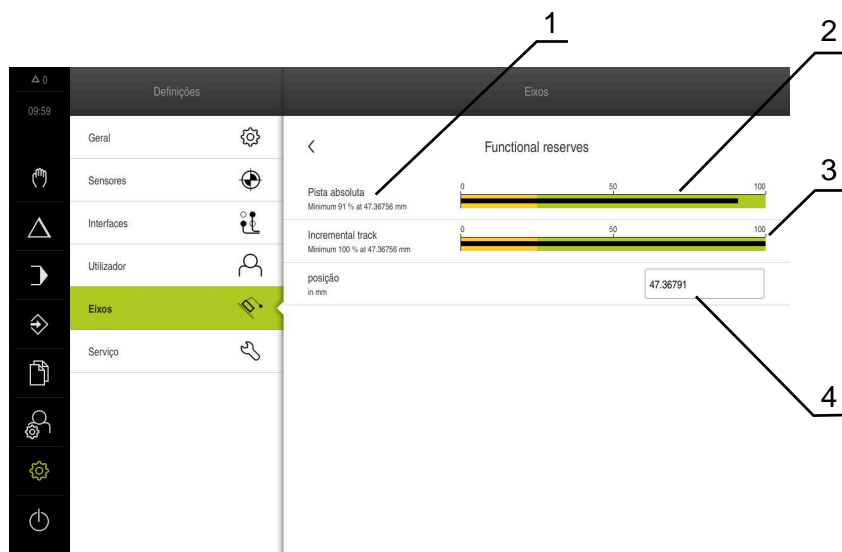 1
2
△ 0
Definições
Eixos
09:59
Geral
Functional reserves
3
Sensores
Pista absoluta
0 50 100
Minimum 91 % at 47.36756 mm
Interfaces
Incremental track
0 50 100
Minimum 100 % at 47.36756 mm
Utilizador
posição
in mm
47.36791
Eixos
Serviço
4